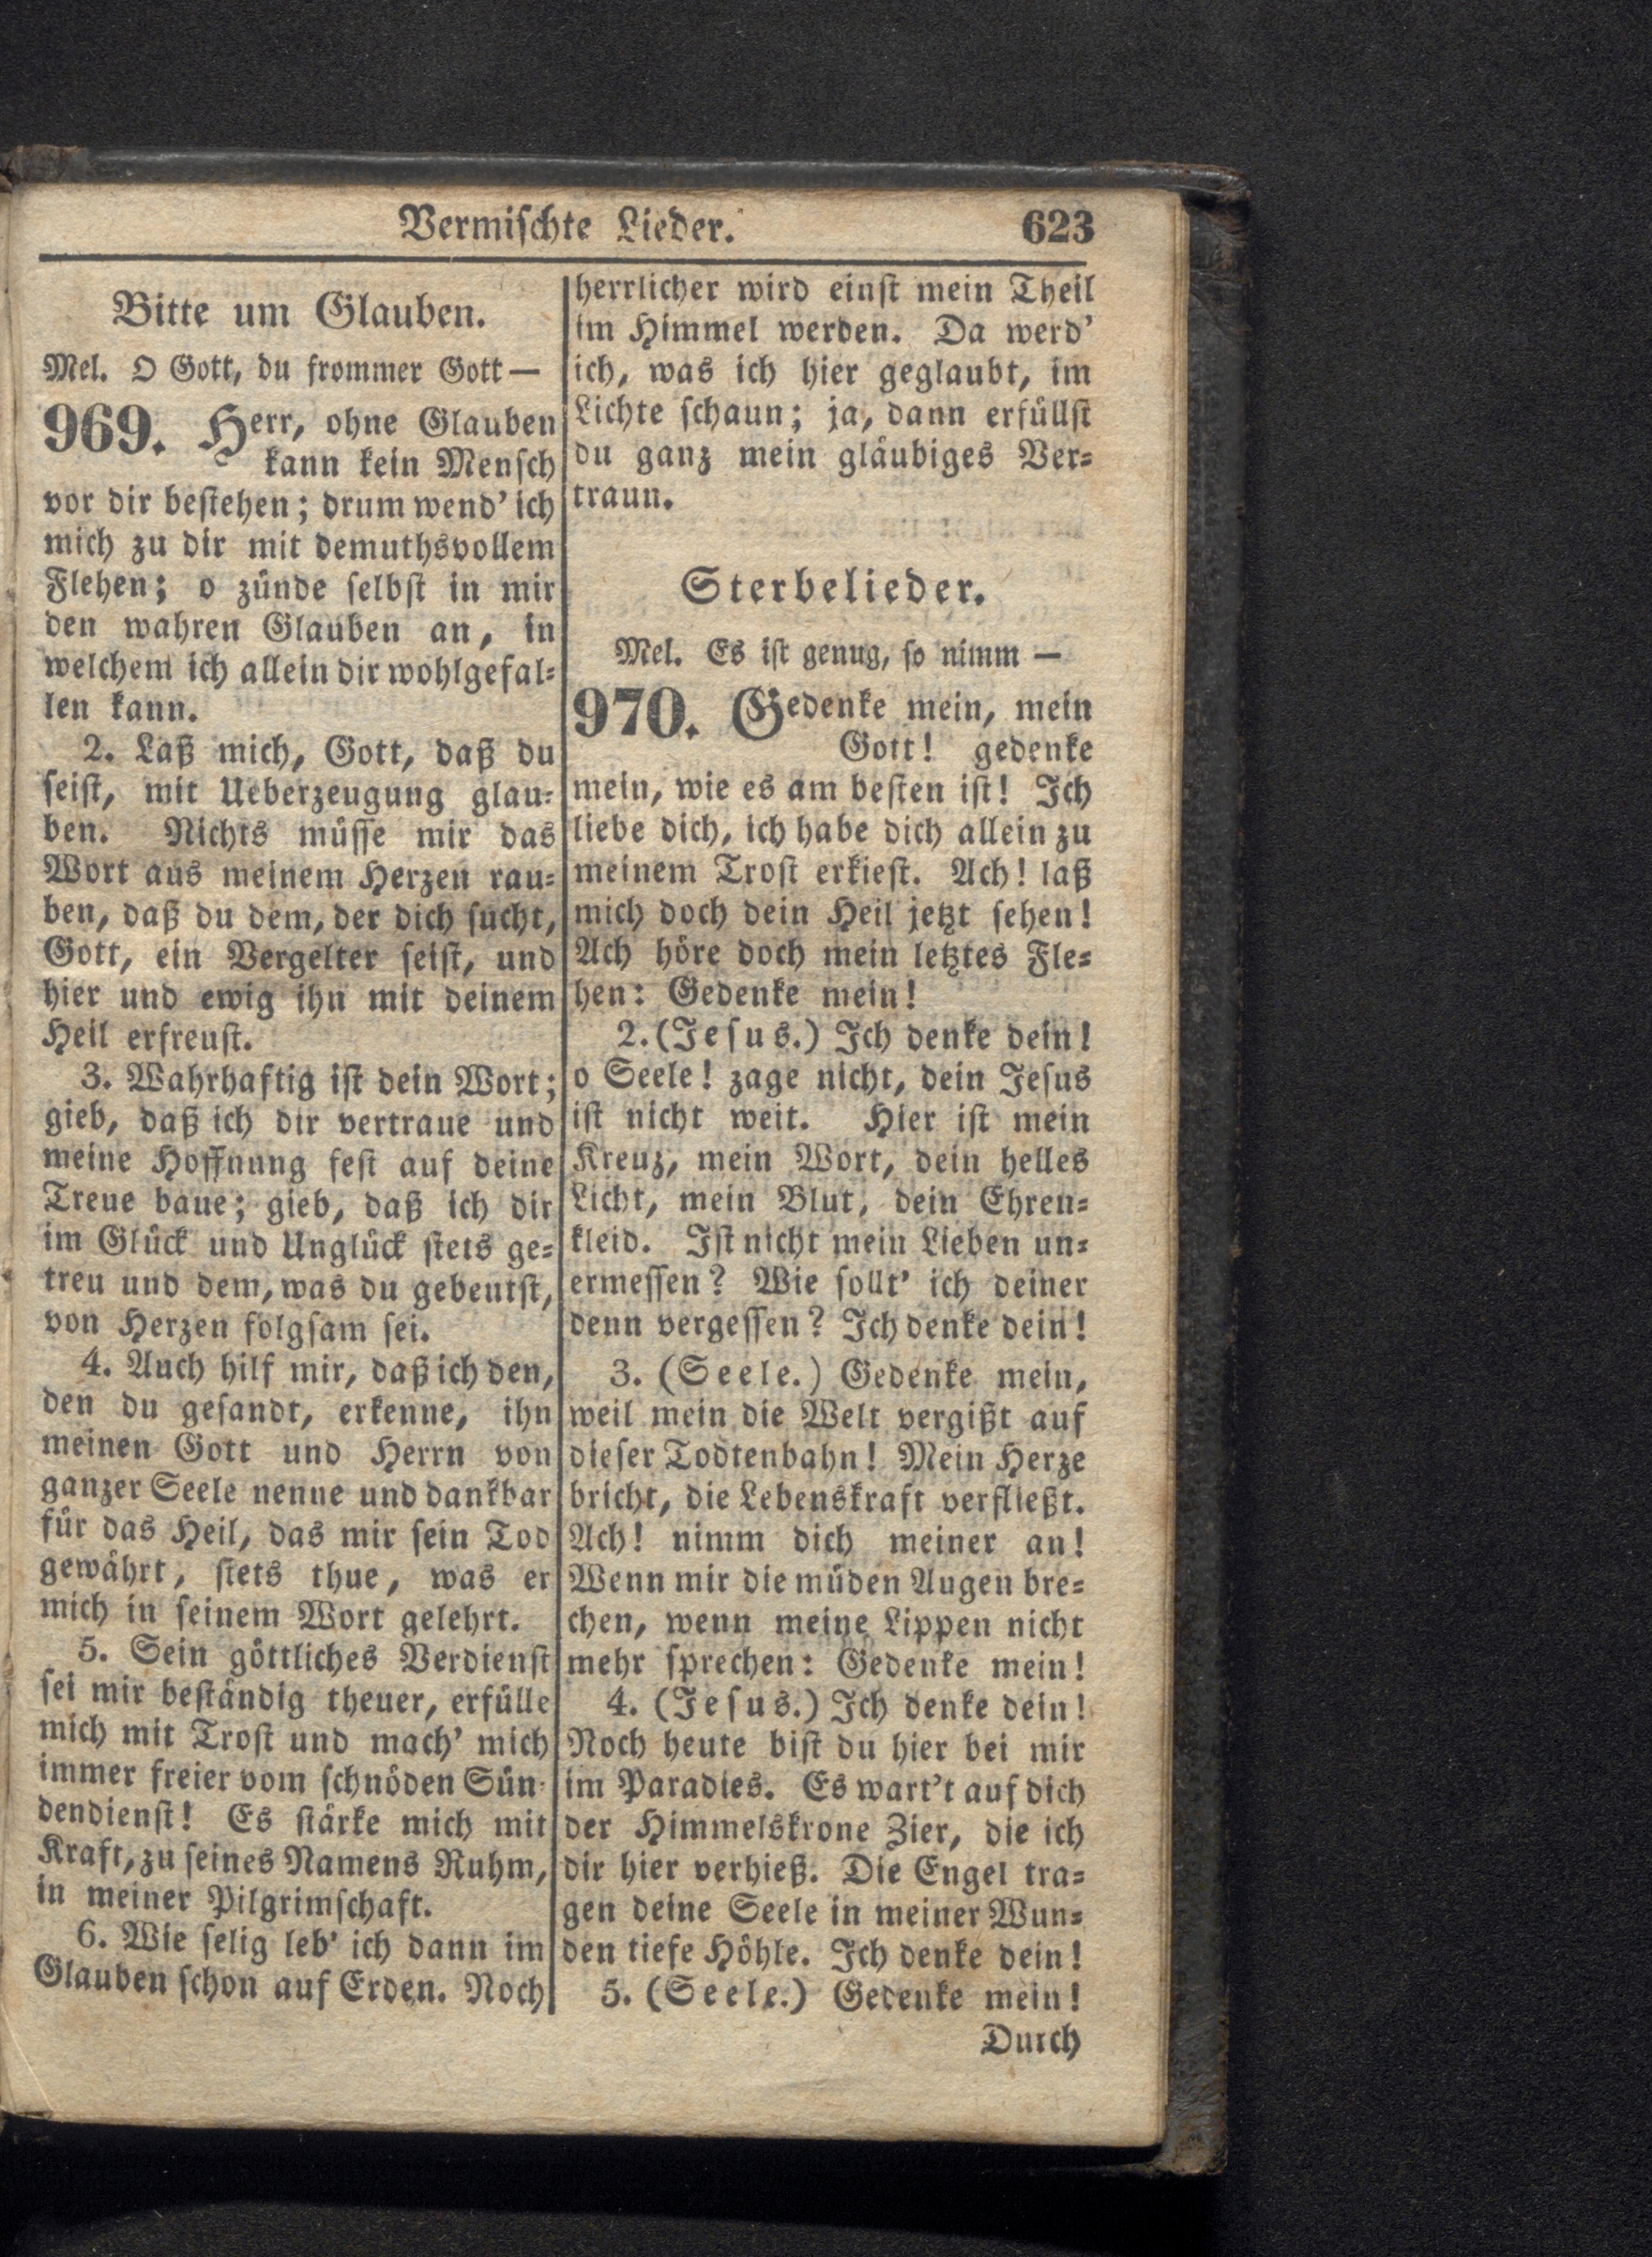 Vermischte Lieder. 623
Bitte um Glauben.
Mel. O Gott, du frommer Gott —
969. Herr, ohne Glauben
kann kein Mensch
vor dir bestehen; drum wend' ich
mich zu dir mit demuthsvollem
Flehen; o zünde selbst in mir
den wahren Glauben an, in
welchem ich allein dir wohlgefal-
len kann.
2. Laß mich, Gott, daß du
seist, mit Ueberzeugung glau-
ben. Nichts müsse mir das
Wort aus meinem Herzen rau-
ben, daß du dem, der dich sucht,
Gott, ein Vergelter seist, und
hier und ewig ihn mit deinem
Heil erfreust.
3. Wahrhaftig ist dein Wort;
gieb, daß ich dir vertraue und
meine Hoffnung fest auf deine
Treue baue; gieb, daß ich dir
im Glück und Unglück stets ge-
treu und dem, was du gebeutst,
von Herzen folgsam sei.
4. Auch hilf mir, daß ich den,
den du gesandt, erkenne, ihn
meinen Gott und Herrn von
ganzer Seele nenne und dankbar
für das Heil, das mir sein Tod
gewährt, stets thue, was er
mich in seinem Wort gelehrt.
5. Sein göttliches Verdienst
sei mir beständig theuer, erfülle
mich mit Trost und mach' mich
immer freier vom schnöden Sün-
dendienst! Es stärke mich mit
Kraft, zu seines Namens Ruhm,
in meiner Pilgrimschaft.
6. Wie selig leb' ich dann im
Glauben schon auf Erden. Noch
herrlicher wird einst mein Theil
im Himmel werden. Da werd'
ich, was ich hier geglaubt, im
Lichte schaun; ja, dann erfüllst
du ganz mein gläubiges Ver-
traun.
Sterbelieder.
Mel. Es ist genug, so nimm —
970. Gedenke mein, mein
Gott! gedenke
mein, wie es am besten ist! Ich
liebe dich, ich habe dich allein zu
meinem Trost erkiest. Ach! laß
mich doch dein Heil jetzt sehen!
Ach höre doch mein letztes Fle-
hen: Gedenke mein!
2. (Jesus.) Ich denke dein!
o Seele! zage nicht, dein Jesus
ist nicht weit. Hier ist mein
Kreuz, mein Wort, dein helles
Licht, mein Blut, dein Ehren-
kleid. Ist nicht mein Lieben un-
ermessen? Wie sollt' ich deiner
denn vergessen? Ich denke dein!
3. (Seele.) Gedenke mein,
weil mein die Welt vergißt auf
dieser Todtenbahn! Mein Herze
bricht, die Lebenskraft verfließt.
Ach! nimm dich meiner an!
Wenn mir die müden Augen bre-
chen, wenn meine Lippen nicht
mehr sprechen: Gedenke mein!
4. (Jesus.) Ich denke dein!
Noch heute bist du hier bei mir
im Paradies. Es wart't auf dich
der Himmelskrone Zier, die ich
dir hier verhieß. Die Engel tra-
gen deine Seele in meiner Wun-
den tiefe Höhle. Ich denke dein!
5. (Seele.) Gedenke mein!
Durch